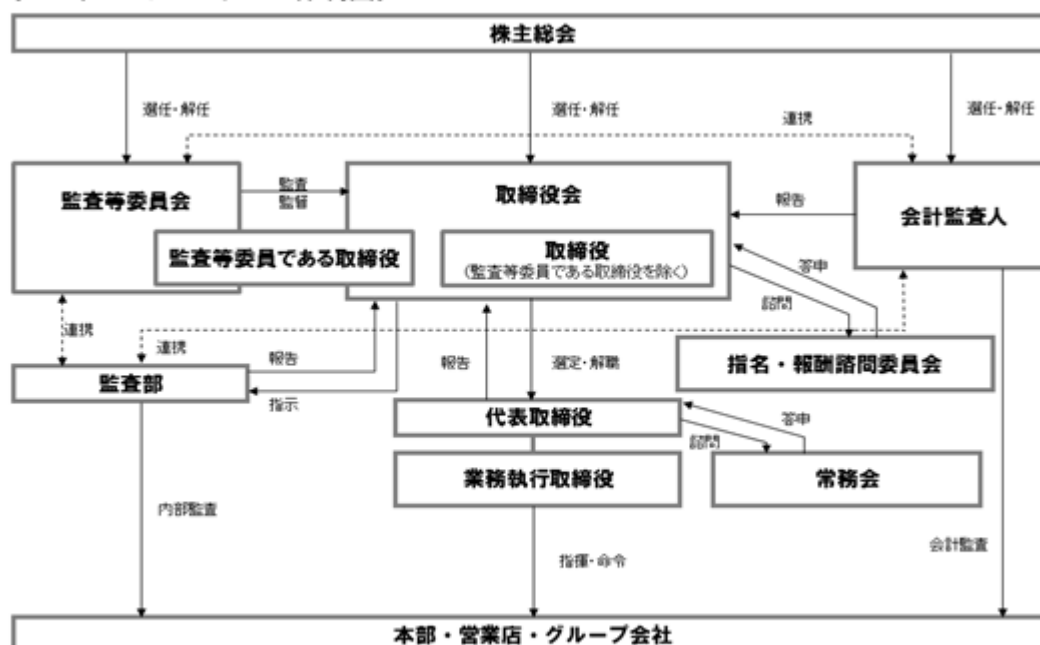 株主総会
選任・解任
選任・解任
選任・解任
連携
監査等委員会
監査
監督
取締役会
報告
会計監査人
監査等委員である取締役
取締役
(監査等委員である取締役を除く)
答申
諮問
連携
連携
報告
報告
選定・解職
指名・報酬諮問委員会
監査部
指示
代表取締役
答申
諮問
業務執行取締役
常務会
内部監査
指揮・命令
会計監査
本部・営業店・グループ会社